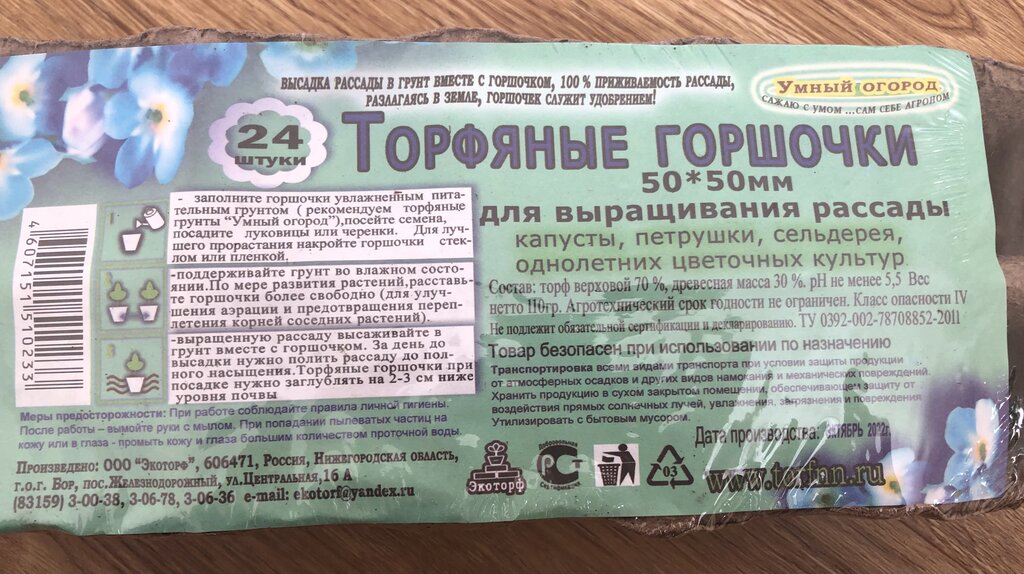 ВЫСАДКА РАССАДЫ В ГРУНТ ВМЕСТЕ С ГОРШОЧКОМ, 100 % ПРИЖИВАЕМОСТЬ РАССАДЫ,
РАЗЛАГАЯСЬ В ЗЕМЛЕ, ГОРШОЧЕК СЛУЖИТ УДОБРЕНИЕМ!
Умный огород
САЖАЮ С УМОМ ...САМ СЕБЕ АГРОНОМ
24
штуки
Торфяные горшочки
50*50мм
для выращивания рассады
капусты, петрушки, сельдерея,
однолетних цветочных культур
Состав: торф верховой 70 %, древесная масса 30 %. pH не менее 5,5 Вес
нетто 110гр. Агротехнический срок годности не ограничен. Класс опасности IV
Не подлежит обязательной сертификации и декларированию. ТУ 0392-002-78708852-2011
Товар безопасен при использовании по назначению
Транспортировка всеми видами транспорта при условии защиты продукции
от атмосферных осадков и других видов намокания и механических повреждений.
Хранить продукцию в сухом закрытом помещении, обеспечивающем защиту от
воздействия прямых солнечных лучей, увлажнения, загрязнения и повреждения
Утилизировать с бытовым мусором.
Дата производства: ОКТЯБРЬ 2022г.
www.torfnn.ru
4607151510233
1
- заполните горшочки увлажненным пита-
тельным грунтом ( рекомендуем торфяные
грунты "Умный огород"),посейте семена,
посадите луковицы или черенки. Для луч-
шего прорастания накройте горшочки стек-
лом или пленкой.
2
-поддерживайте грунт во влажном состо-
янии.По мере развития растений,расставь-
те горшочки более свободно (для улуч-
шения аэрации и предотвращения переп-
летения корней соседних растений).
3
-выращенную рассаду высаживайте в
грунт вместе с горшочком. За день до
высадки нужно полить рассаду до пол-
ного насыщения.Торфяные горшочки при
посадке нужно заглублять на 2-3 см ниже
уровня почвы
Меры предосторожности: При работе соблюдайте правила личной гигиены.
После работы – вымойте руки с мылом. При попадании пылеватых частиц на
кожу или в глаза - промыть кожу и глаза большим количеством проточной воды.
Произведено: ООО "Экоторф", 606471, Россия, Нижегородская область,
г.о.г. Бор, пос.Железнодорожный, ул.Центральная,16 А
(83159) 3-00-38, 3-06-78, 3-06-36 e-mail: ekotorf@yandex.ru
Экоторф
Добровольная
РСТ
Сертификация
03